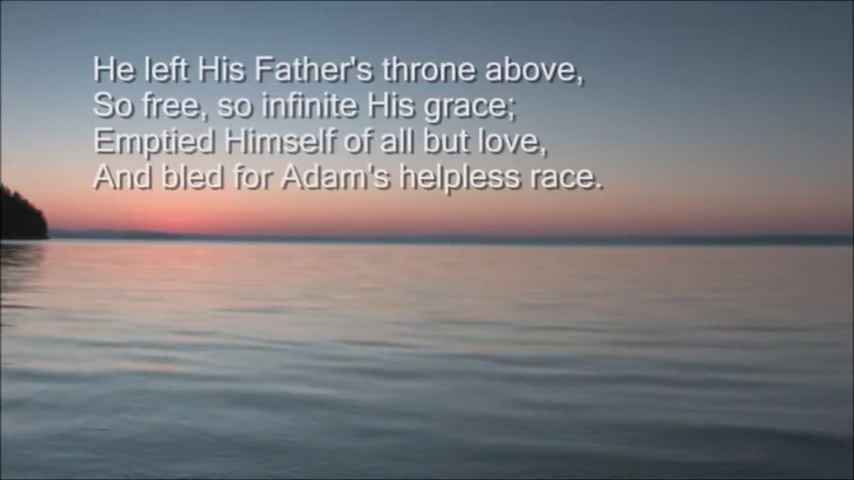 He left His Father's throne above,
So free, so infinite His grace;
Emptied Himself of all but love,
And bled for Adam's helpless race.